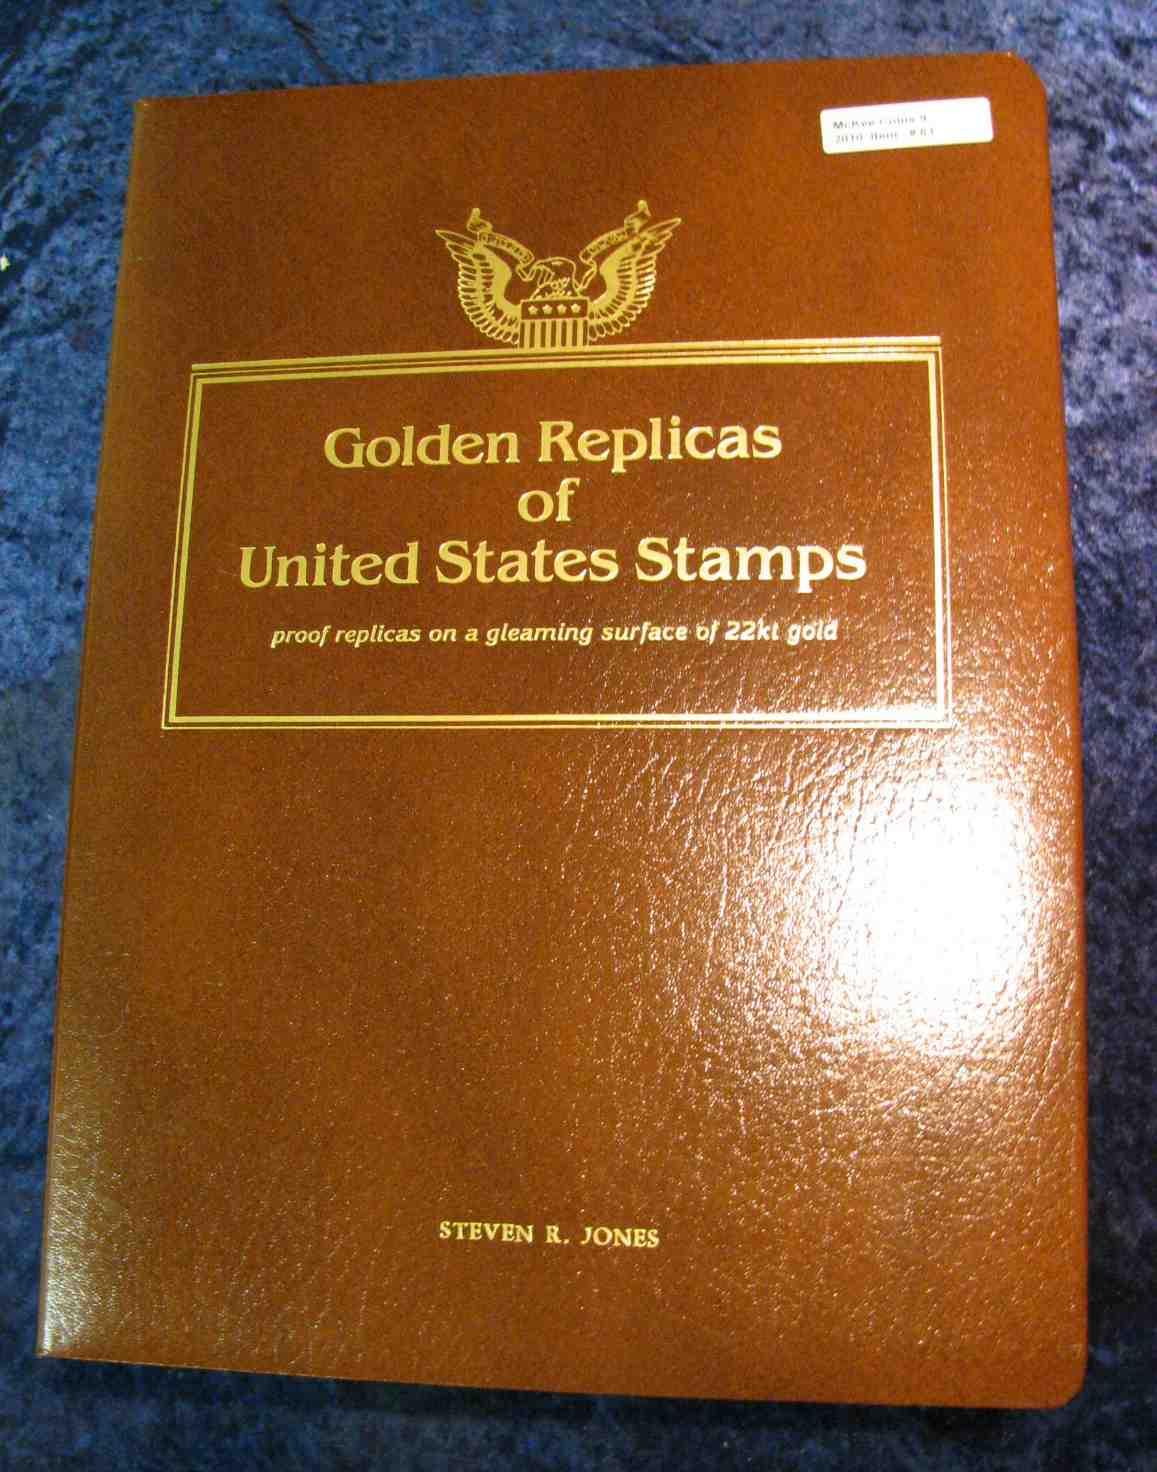 Golden Replicas
of
United States Stamps
proof replicas on a gleaming surface of 22kt gold
STEVEN R. JONES